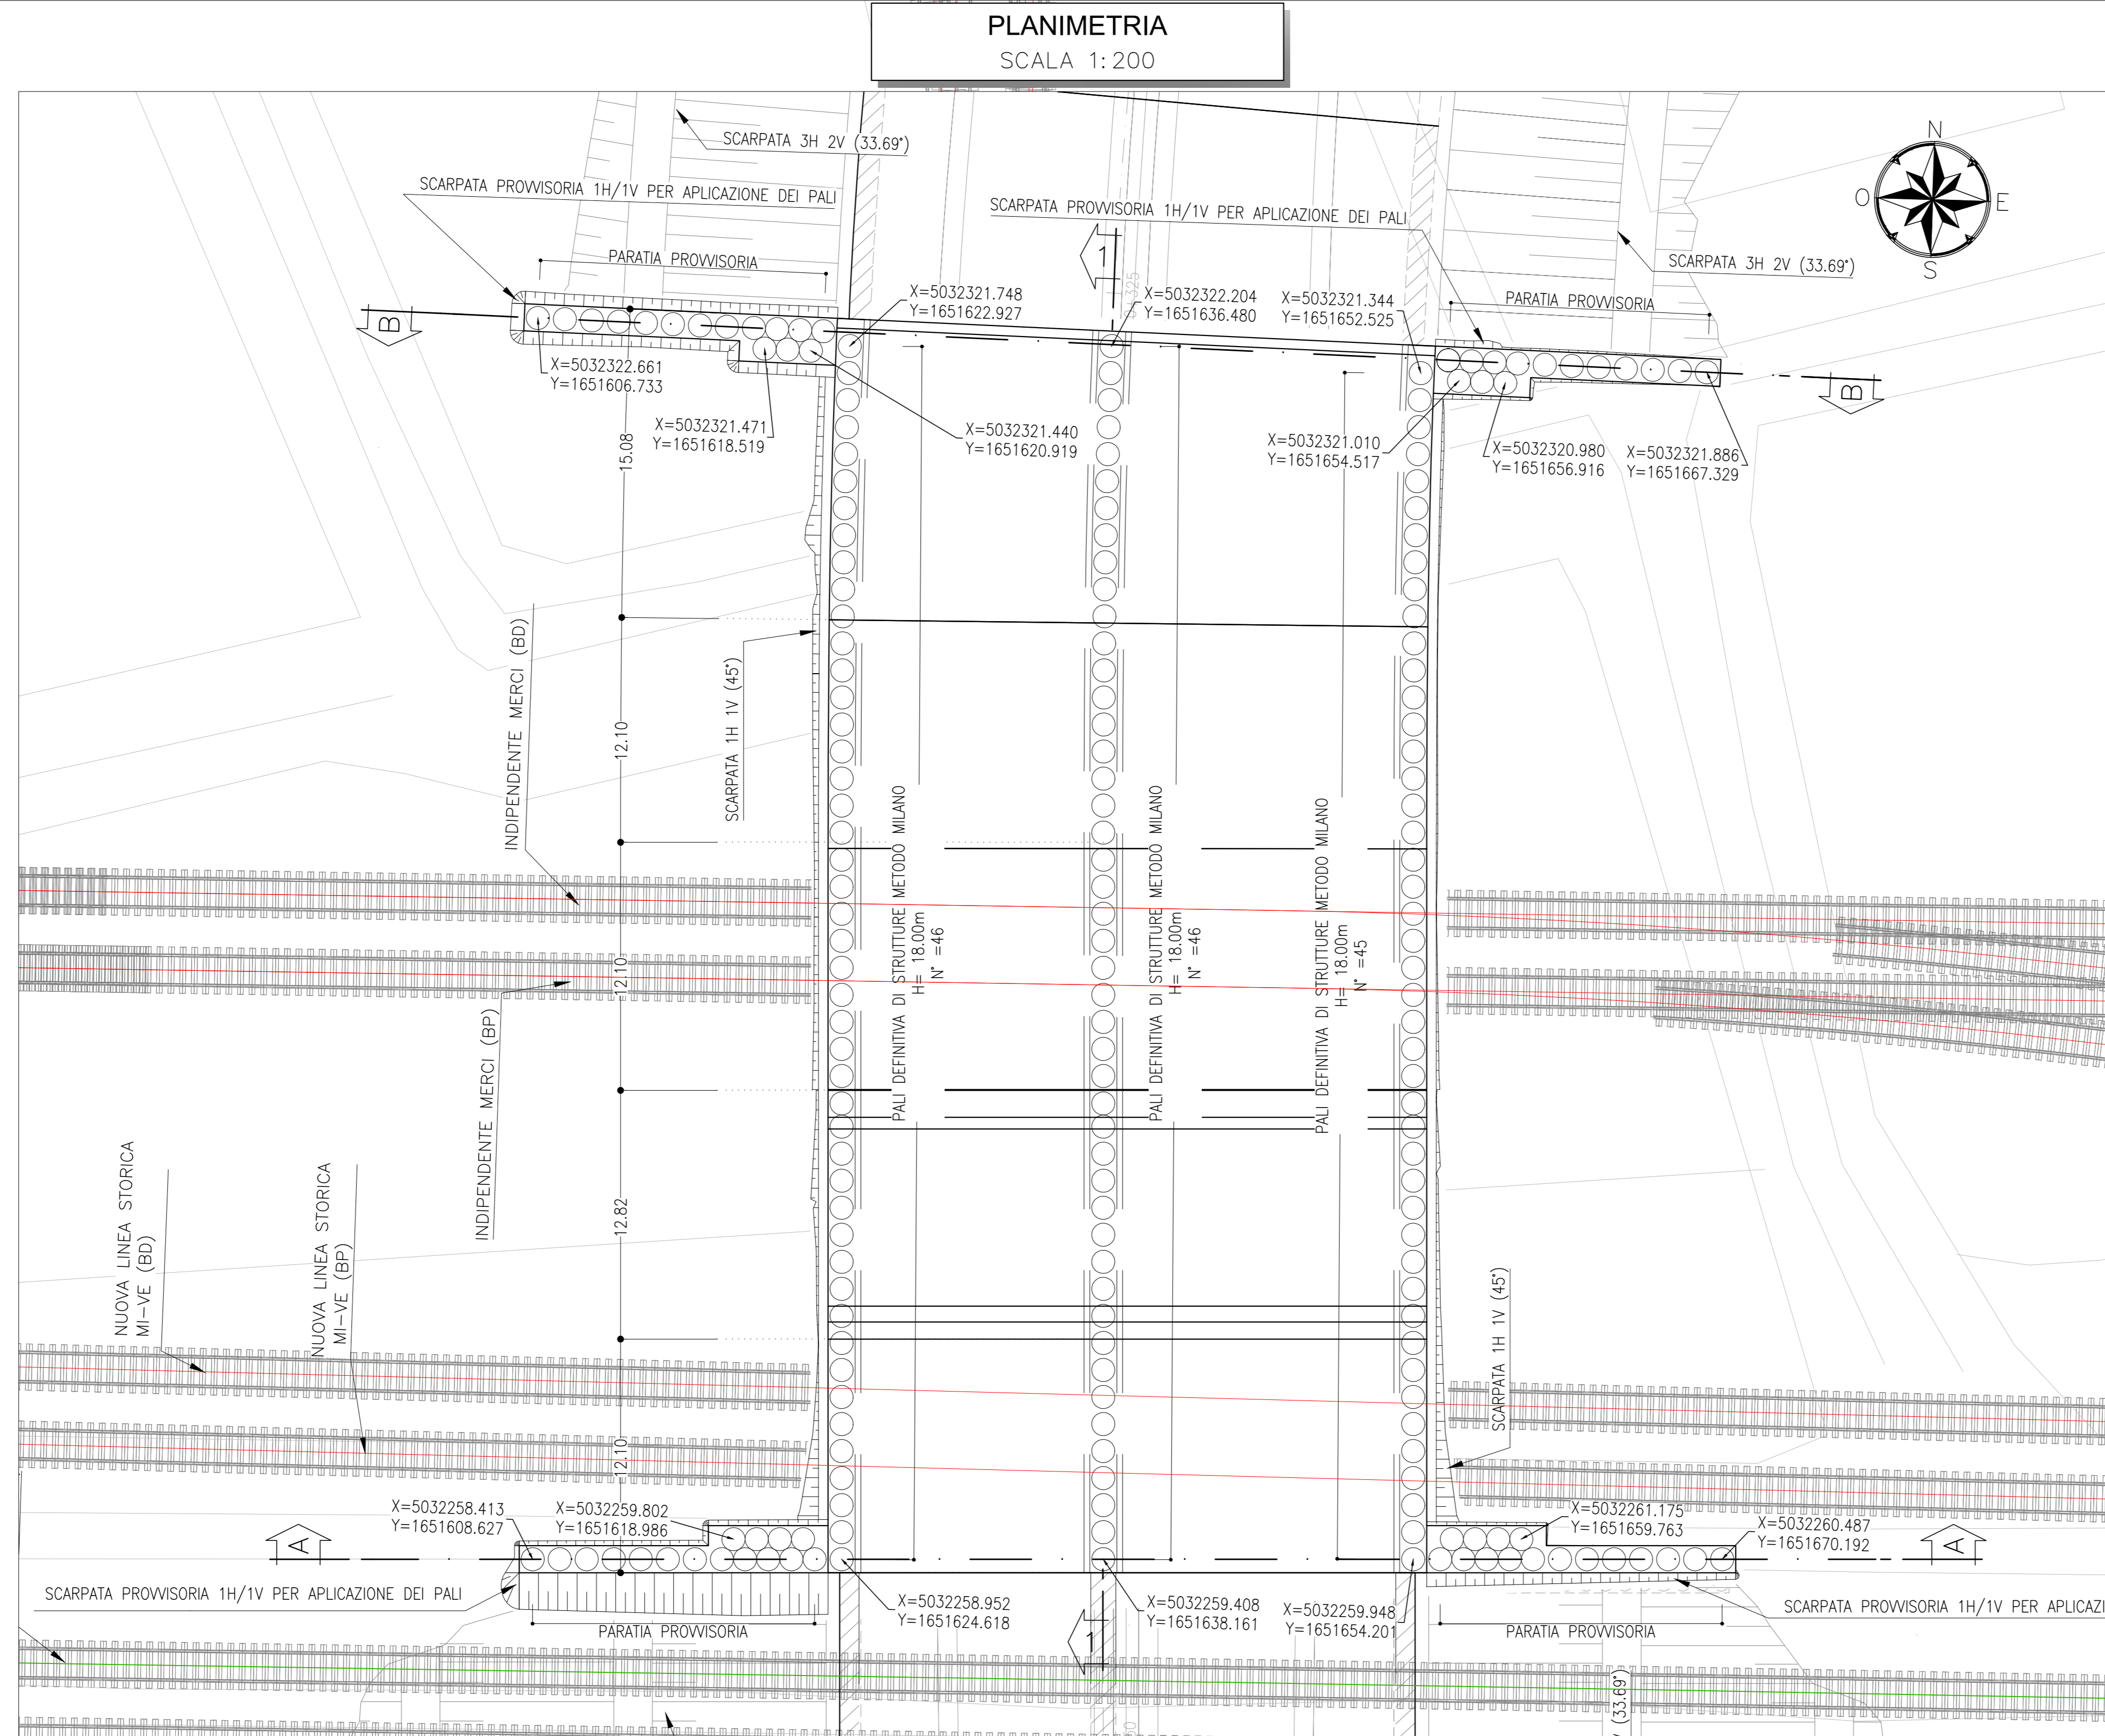 PLANIMETRIA
SCALA 1:200
SCARPATA 3H 2V (33.69°)
SCARPATA PROVVISORIA 1H/1V PER APLICAZIONE DEI PALI
SCARPATA PROVVISORIA 1H/1V PER APLICAZIONE DEI PALI
N
O
E
S
SCARPATA 3H 2V (33.69°)
PARATIA PROVVISORIA
1
PARATIA PROVVISORIA
B
X=5032321.748
Y=1651622.927
X=5032322.204
Y=1651636.480
X=5032321.344
Y=1651652.525
X=5032322.661
Y=1651606.733
B
X=5032321.471
Y=1651618.519
X=5032321.440
Y=1651620.919
X=5032321.010
Y=1651654.517
X=5032320.980
Y=1651656.916
X=5032321.886
Y=1651667.329
15.08
12.10
12.10
12.82
12.10
INDIPENDENTE MERCI (BD)
SCARPATA 1H 1V (45°)
PALI DEFINITIVA DI STRUTTURE METODO MILANO
H= 18.00m
N° =46
PALI DEFINITIVA DI STRUTTURE METODO MILANO
H= 18.00m
N° =46
PALI DEFINITIVA DI STRUTTURE METODO MILANO
H= 18.00m
N° =45
INDIPENDENTE MERCI (BP)
NUOVA LINEA STORICA
MI-VE (BD)
NUOVA LINEA STORICA
MI-VE (BP)
SCARPATA 1H 1V (45°)
X=5032258.413
Y=1651608.627
X=5032259.802
Y=1651618.986
X=5032261.175
Y=1651659.763
X=5032260.487
Y=1651670.192
A
A
SCARPATA PROVVISORIA 1H/1V PER APLICAZIONE DEI PALI
X=5032258.952
Y=1651624.618
X=5032259.408
Y=1651638.161
X=5032259.948
Y=1651654.201
SCARPATA PROVVISORIA 1H/1V PER APLICAZI
PARATIA PROVVISORIA
1
PARATIA PROVVISORIA
(33.69°)